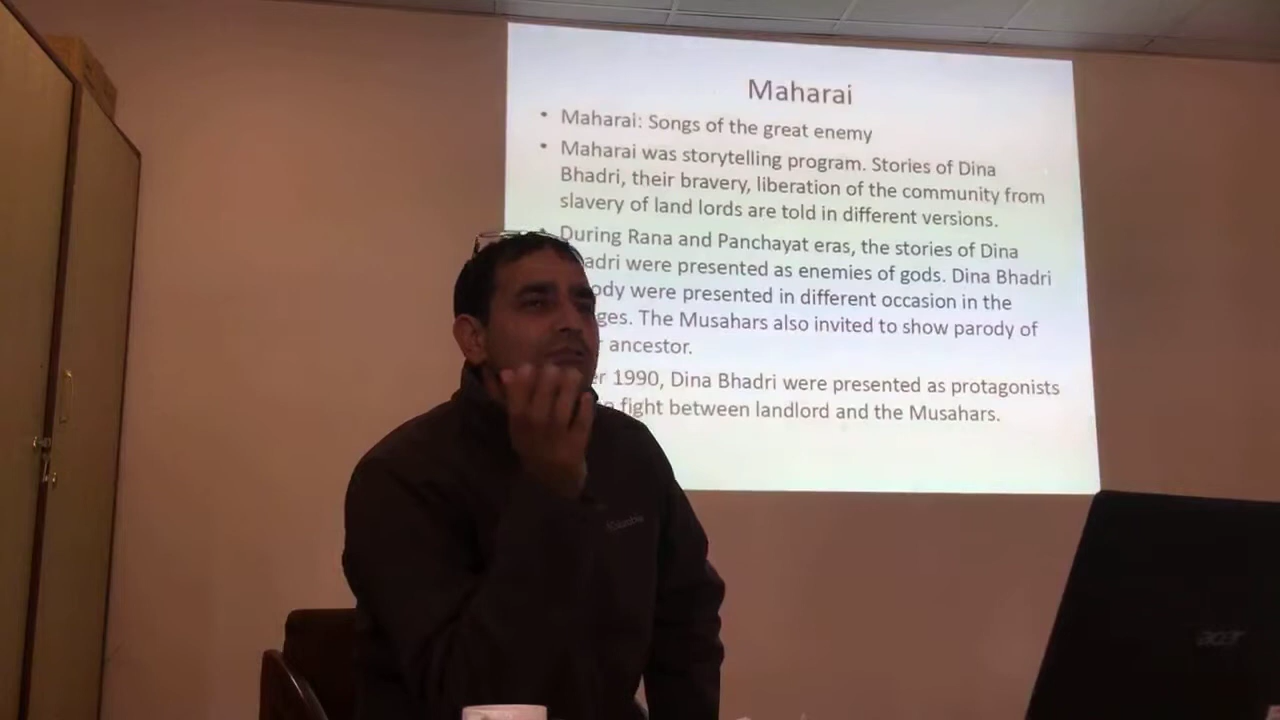 Maharai
• Maharai: Songs of the great enemy
• Maharai was storytelling program. Stories of Dina
Bhadri, their bravery, liberation of the community from
slavery of land lords are told in different versions.
During Rana and Panchayat eras, the stories of Dina
adri were presented as enemies of gods. Dina Bhadri
ody were presented in different occasion in the
ges. The Musahars also invited to show parody of
r ancestor.
er 1990, Dina Bhadri were presented as protagonists
fight between landlord and the Musahars.
Columbia
acer